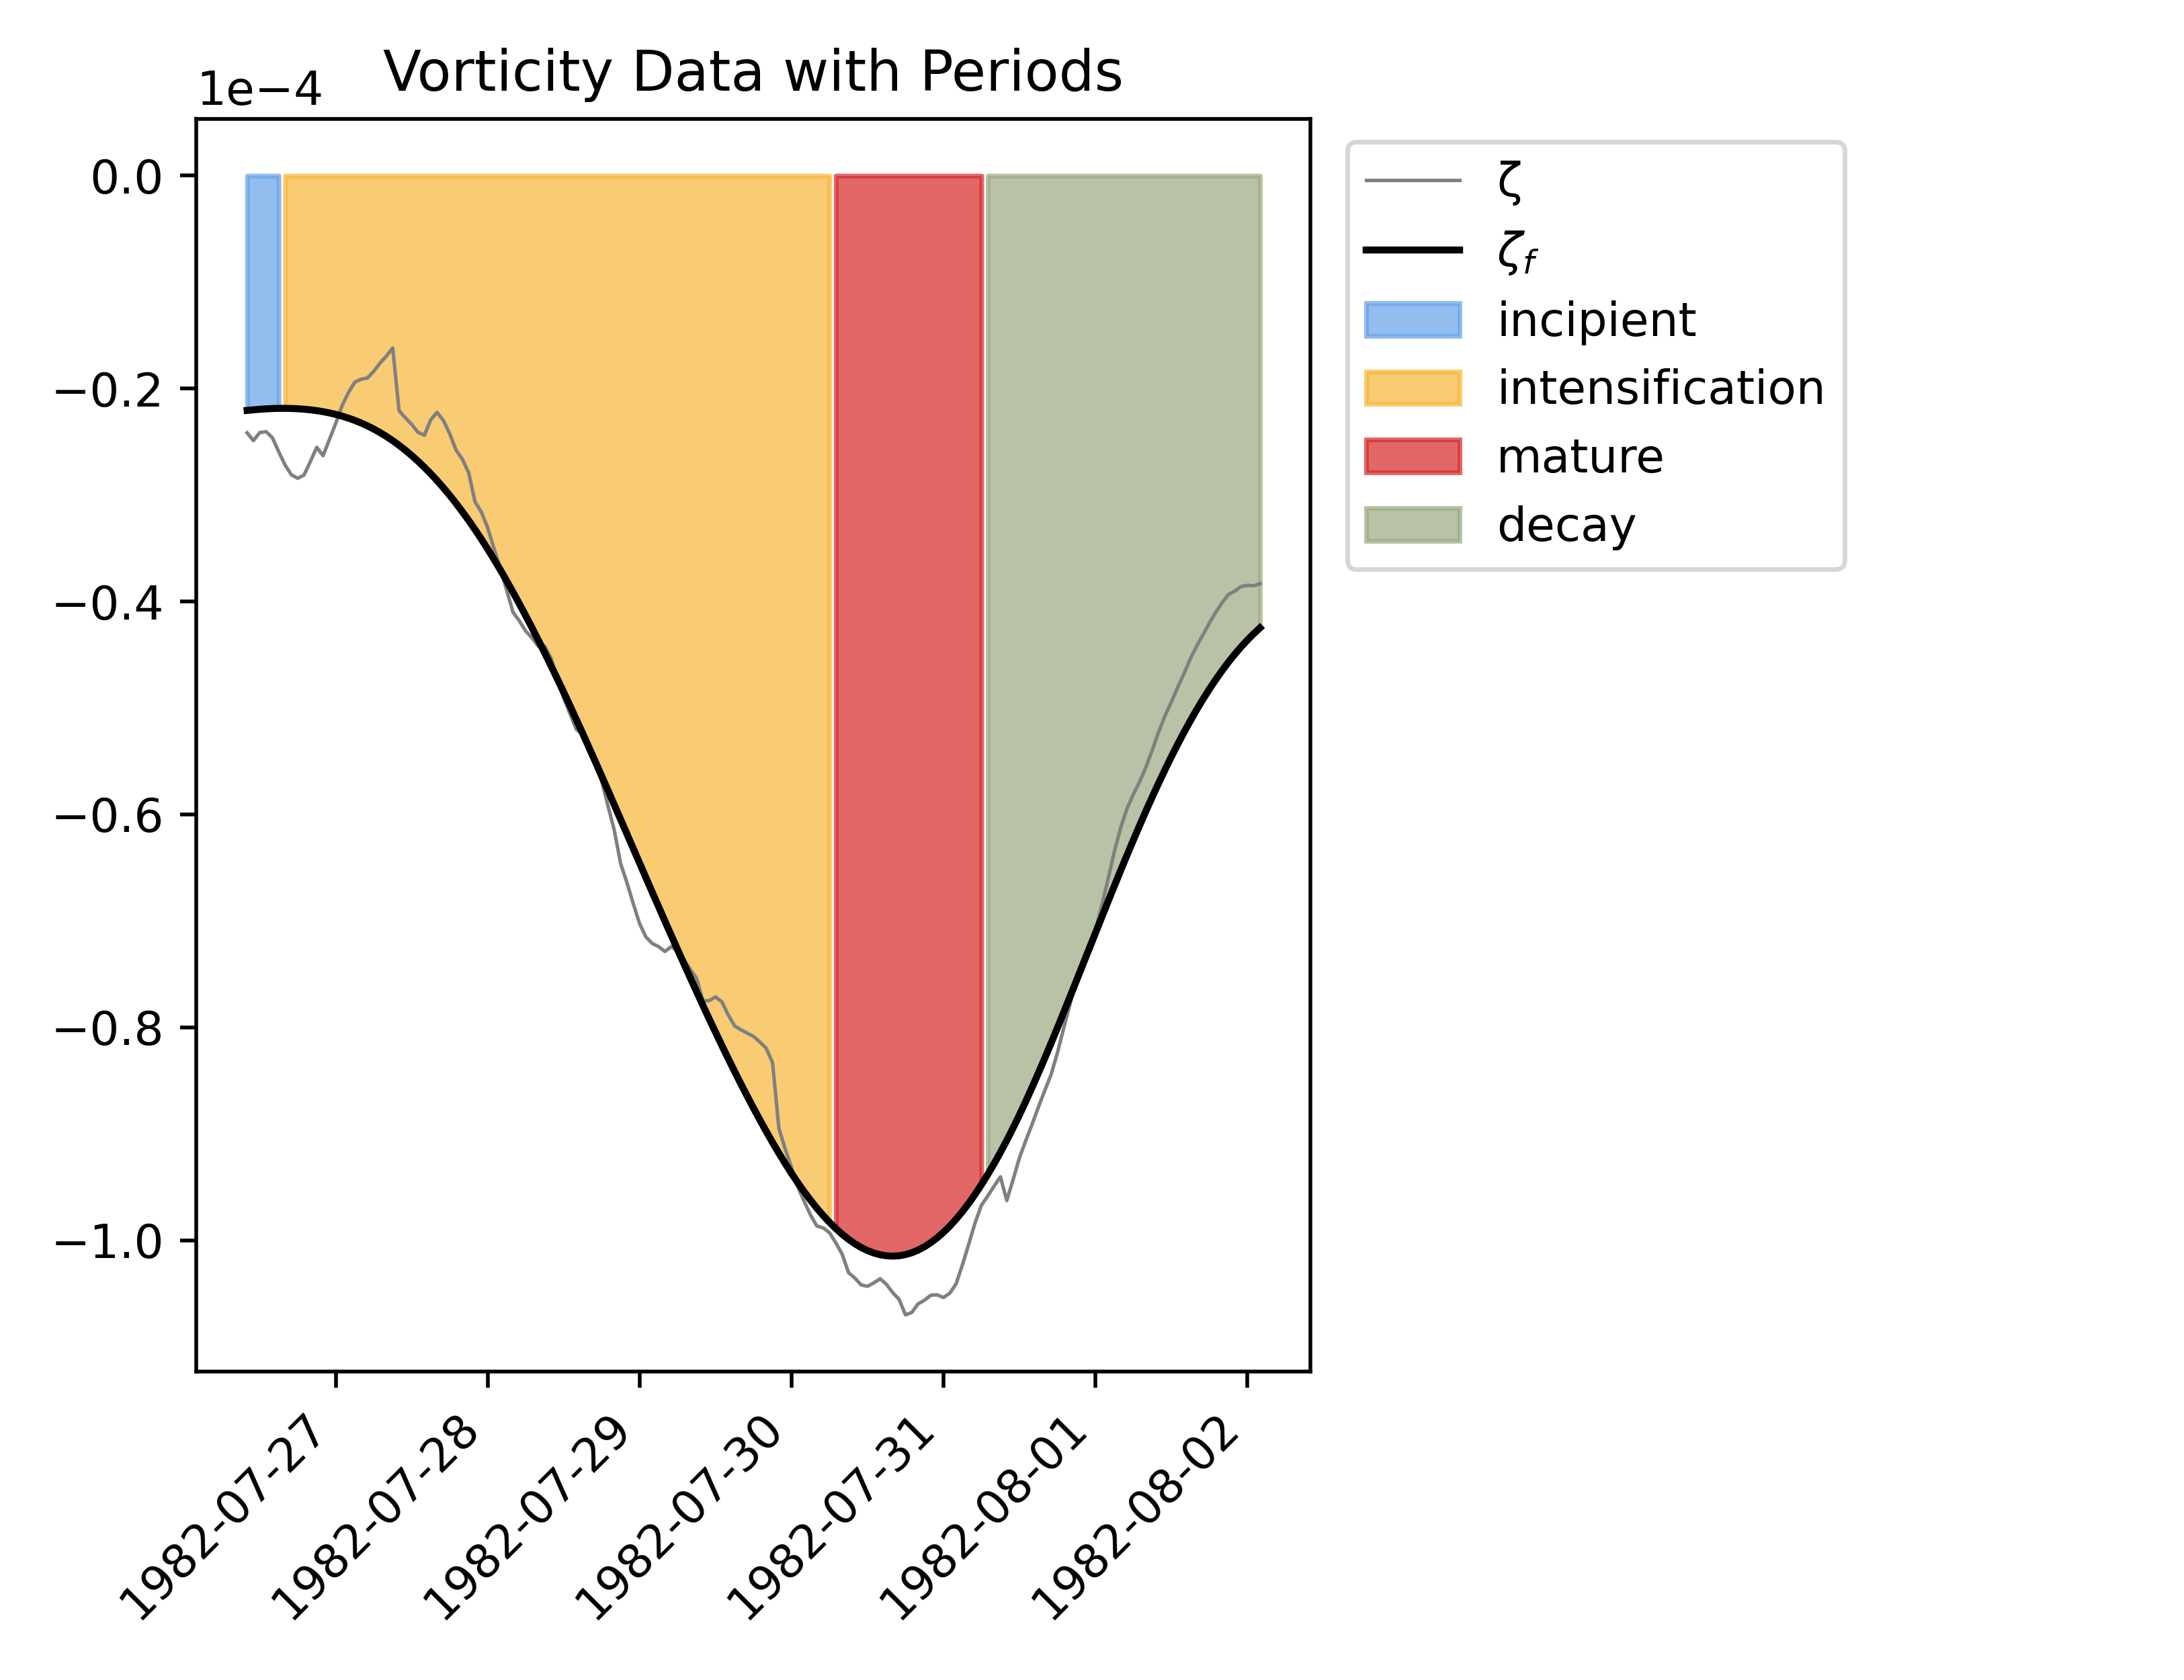 Vorticity Data with Periods
1e−4
0.0
−0.2
−0.4
−0.6
−0.8
−1.0
1982-07-27
1982-07-28
1982-07-29
1982-07-30
1982-07-31
1982-08-01
1982-08-02
ζ
ζf
incipient
intensification
mature
decay